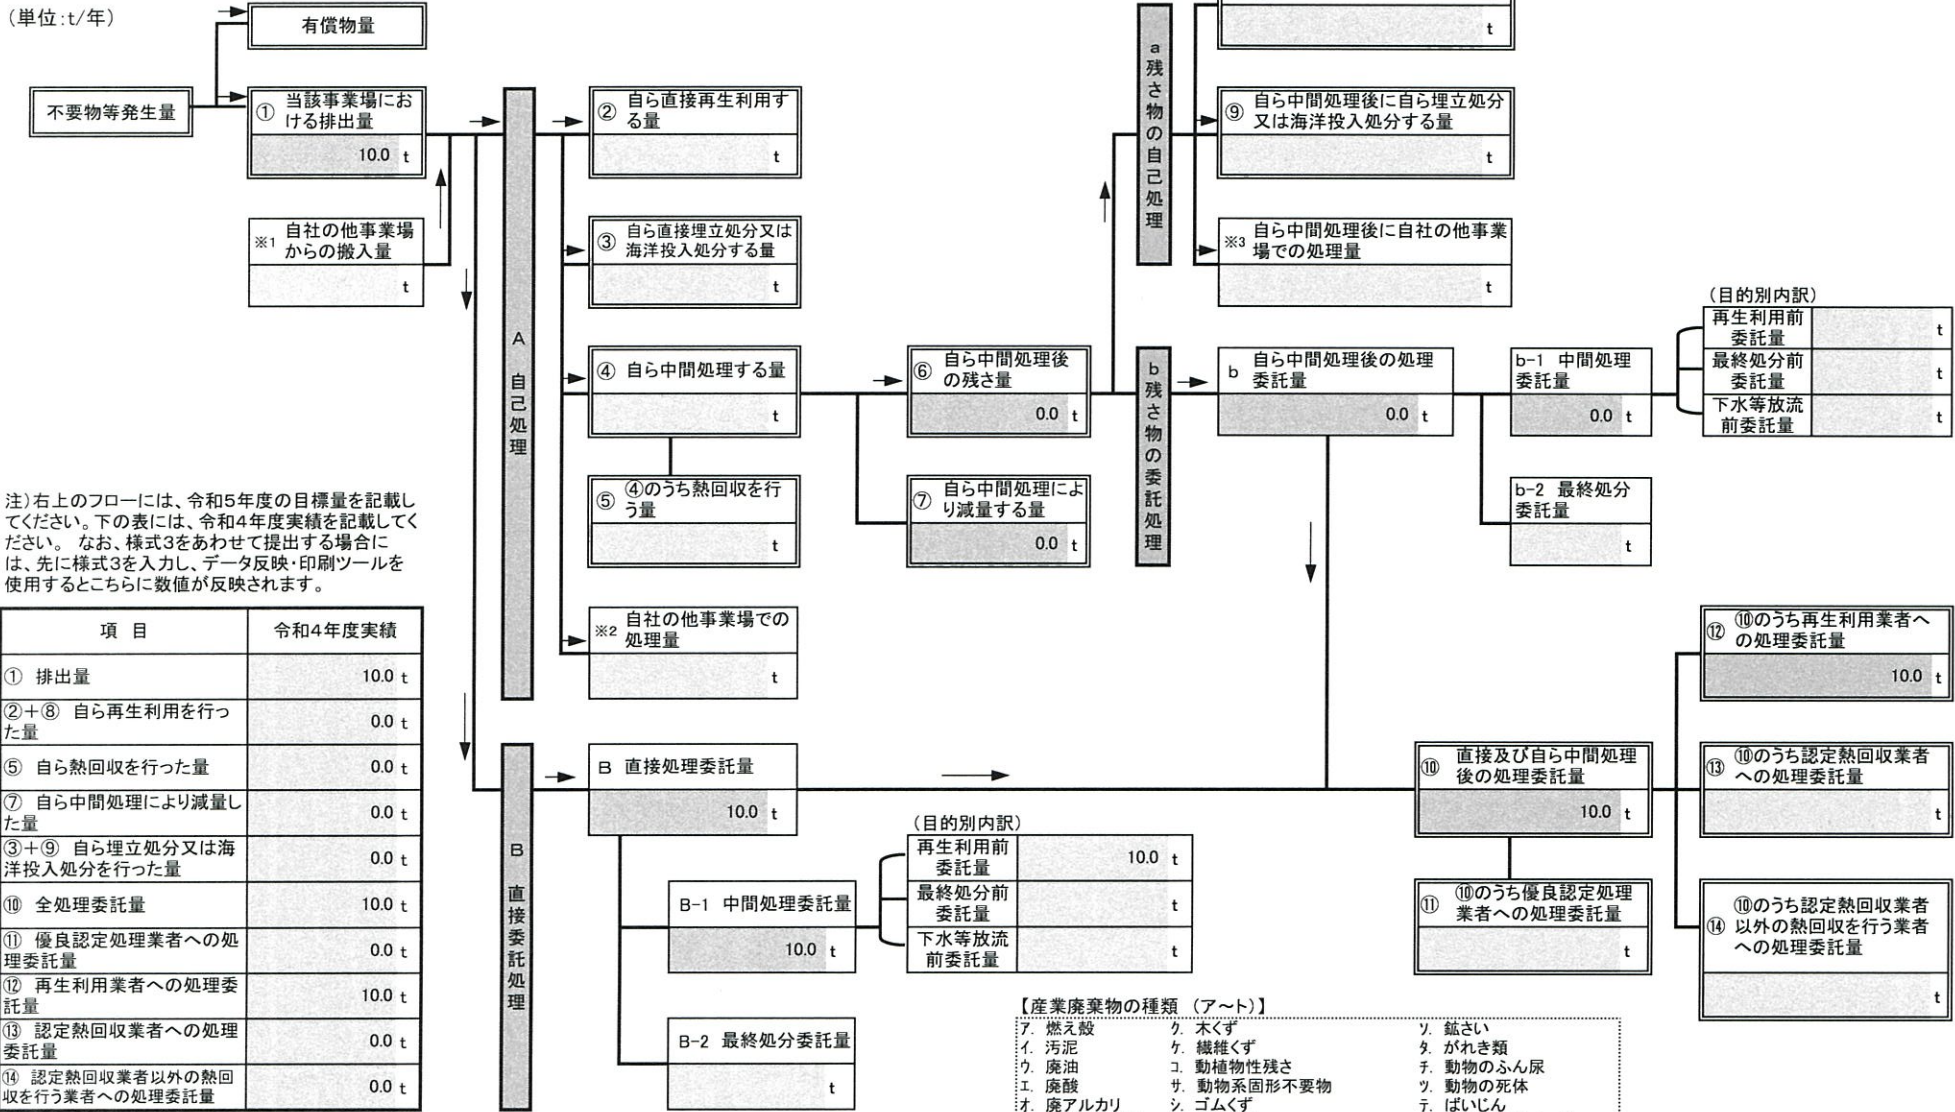 (単位:t/年)
有償物量
不要物等発生量
① 当該事業場にお
ける排出量
10.0 t
※1 自社の他事業場
からの搬入量
t
A 自己処理
② 自ら直接再生利用す
る量
t
③ 自ら直接埋立処分又は
海洋投入処分する量
t
④ 自ら中間処理する量
t
⑤ ④のうち熱回収を行
う量
t
※2 自社の他事業場での
処理量
t
⑥ 自ら中間処理後
の残さ量
0.0 t
⑦ 自ら中間処理によ
り減量する量
0.0 t
a 残さ物の自己処理
t
⑨ 自ら中間処理後に自ら埋立処分
又は海洋投入処分する量
t
※3 自ら中間処理後に自社の他事業
場での処理量
t
b 残さ物の委託処理
b 自ら中間処理後の処理
委託量
0.0 t
b-1 中間処理
委託量
0.0 t
(目的別内訳)
再生利用前
委託量
t
最終処分前
委託量
t
下水等放流
前委託量
t
b-2 最終処分
委託量
t
注)右上のフローには、令和5年度の目標量を記載し
てください。下の表には、令和4年度実績を記載してく
ださい。 なお、様式3をあわせて提出する場合に
は、先に様式3を入力し、データ反映・印刷ツールを
使用するとこちらに数値が反映されます。
項 目 令和4年度実績
① 排出量 10.0 t
②+⑧ 自ら再生利用を行っ
た量 0.0 t
⑤ 自ら熱回収を行った量 0.0 t
⑦ 自ら中間処理により減量し
た量 0.0 t
③+⑨ 自ら埋立処分又は海
洋投入処分を行った量 0.0 t
⑩ 全処理委託量 10.0 t
⑪ 優良認定処理業者への処
理委託量 0.0 t
⑫ 再生利用業者への処理委
託量 10.0 t
⑬ 認定熱回収業者への処理
委託量 0.0 t
⑭ 認定熱回収業者以外の熱回
収を行う業者への処理委託量 0.0 t
B 直接委託処理
B 直接処理委託量
10.0 t
B-1 中間処理委託量
10.0 t
(目的別内訳)
再生利用前
委託量
10.0 t
最終処分前
委託量
t
下水等放流
前委託量
t
B-2 最終処分委託量
t
⑩ 直接及び自ら中間処理
後の処理委託量
10.0 t
⑪ ⑩のうち優良認定処理
業者への処理委託量
t
⑫ ⑩のうち再生利用業者へ
の処理委託量
10.0 t
⑬ ⑩のうち認定熱回収業者
への処理委託量
t
⑭ ⑩のうち認定熱回収業者
以外の熱回収を行う業者
への処理委託量
t
【産業廃棄物の種類 (ア～ト)】
ア. 燃え殻 ク. 木くず ソ. 鉱さい
イ. 汚泥 ケ. 繊維くず タ. がれき類
ウ. 廃油 コ. 動植物性残さ チ. 動物のふん尿
エ. 廃酸 サ. 動物系固形不要物 ツ. 動物の死体
オ. 廃アルカリ シ. ゴムくず テ. ばいじん